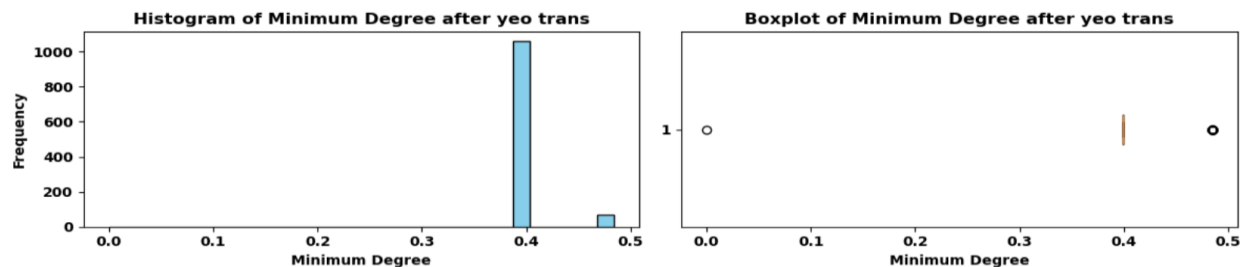 Histogram of Minimum Degree after yeo trans
Frequency
1000
800
600
400
200
0
0.0 0.1 0.2 0.3 0.4 0.5
Minimum Degree
Boxplot of Minimum Degree after yeo trans
1
0.0 0.1 0.2 0.3 0.4 0.5
Minimum Degree